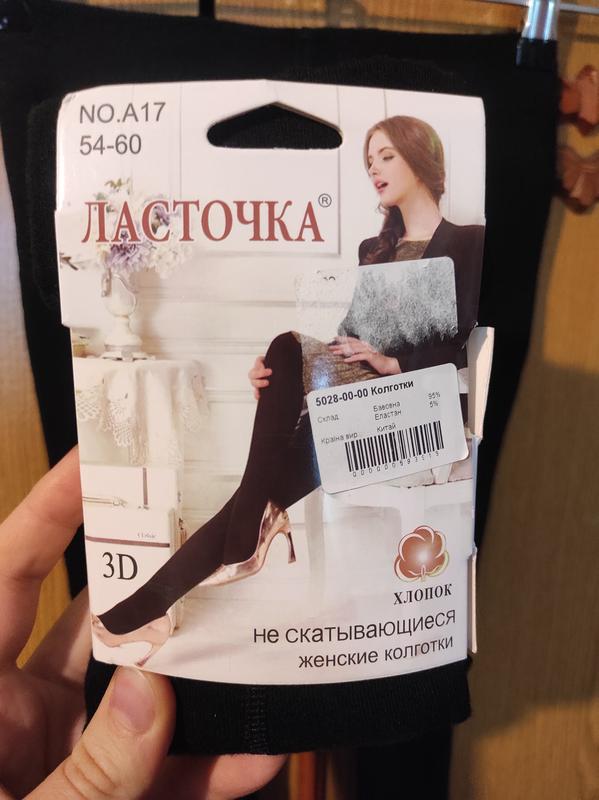 NO.A17
54-60
ЛАСТОЧКА®
5028-00-00 Колготки
Склад
Бавовна 95%
Еластан 5%
Країна вир. Китай
3D
ХЛОПОК
не скатывающиеся
женские колготки